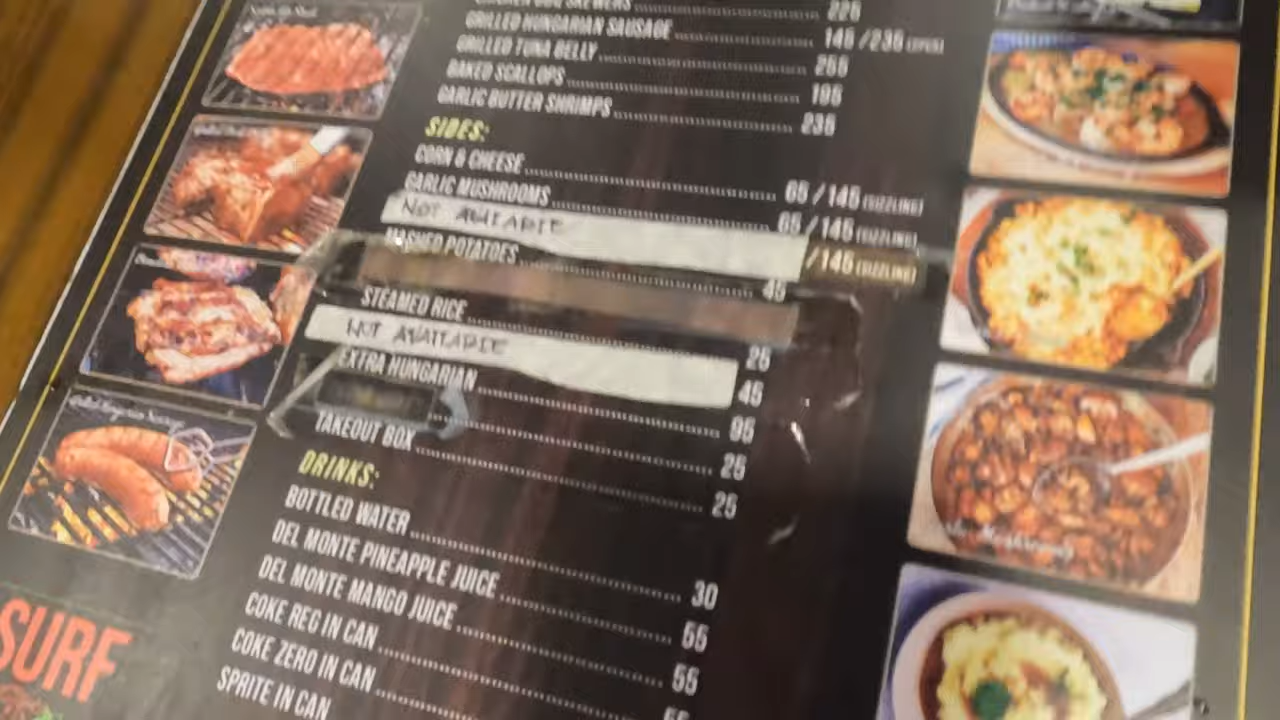 GRILLED HUNGARIAN SAUSAGE 145 /235 (OPEN)
GRILLED TUNA BELLY 255
BAKED SCALLOPS 195
GARLIC BUTTER SHRIMPS 235
SIDES:
CORN & CHEESE 65 / 145 (SIZZLING)
GARLIC MUSHROOMS 65 / 145 (SIZZLING)
NOT AVAILABLE / 145 (SIZZLING)
MASHED POTATOES 45
STEAMED RICE 25
NOT AVAILABLE 45
EXTRA HUNGARIAN 95
25
TAKEOUT BOX 25
DRINKS:
BOTTLED WATER 30
DEL MONTE PINEAPPLE JUICE 55
DEL MONTE MANGO JUICE 55
COKE REG IN CAN
COKE ZERO IN CAN
SPRITE IN CAN
SURF